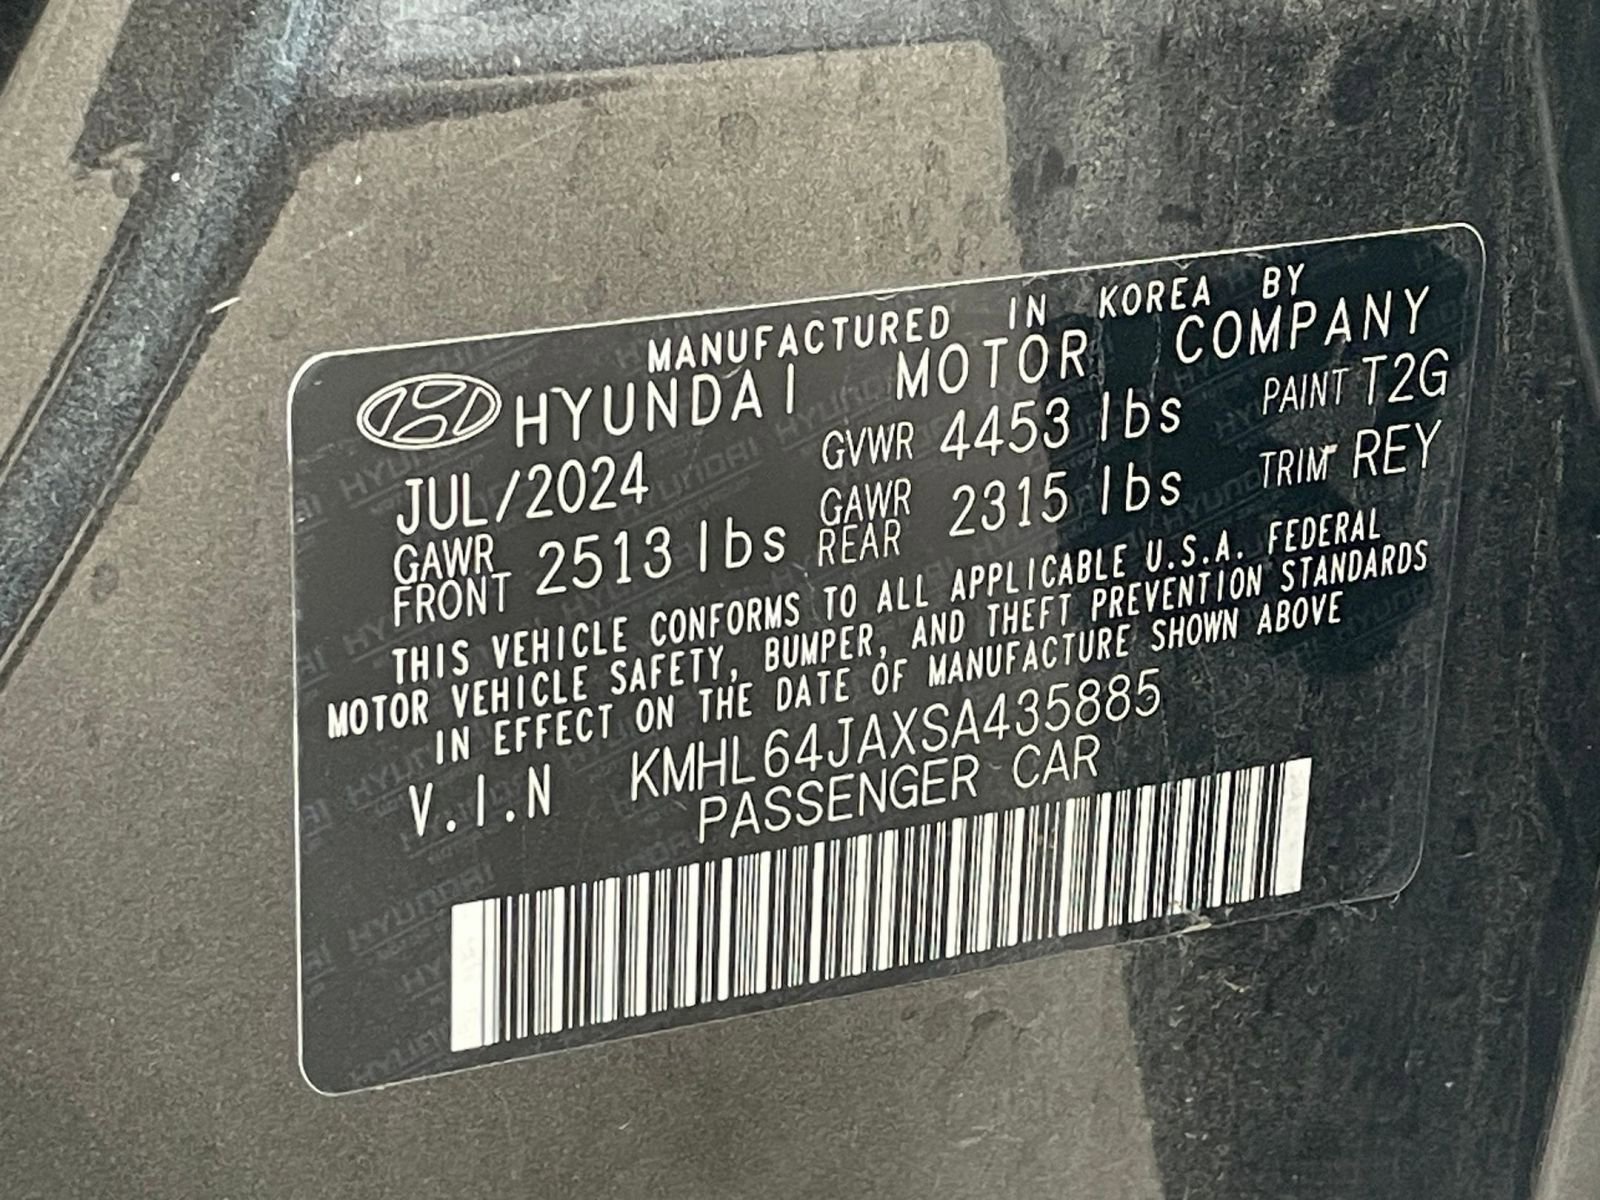 MANUFACTURED IN KOREA BY
HYUNDAI MOTOR COMPANY
JUL/2024 GVWR 4453 lbs PAINT T2G
GAWR FRONT 2513 lbs GAWR REAR 2315 lbs TRIM REY
THIS VEHICLE CONFORMS TO ALL APPLICABLE U.S.A. FEDERAL
MOTOR VEHICLE SAFETY, BUMPER, AND THEFT PREVENTION STANDARDS
IN EFFECT ON THE DATE OF MANUFACTURE SHOWN ABOVE
V.I.N KMHL64JAXSA435885
PASSENGER CAR